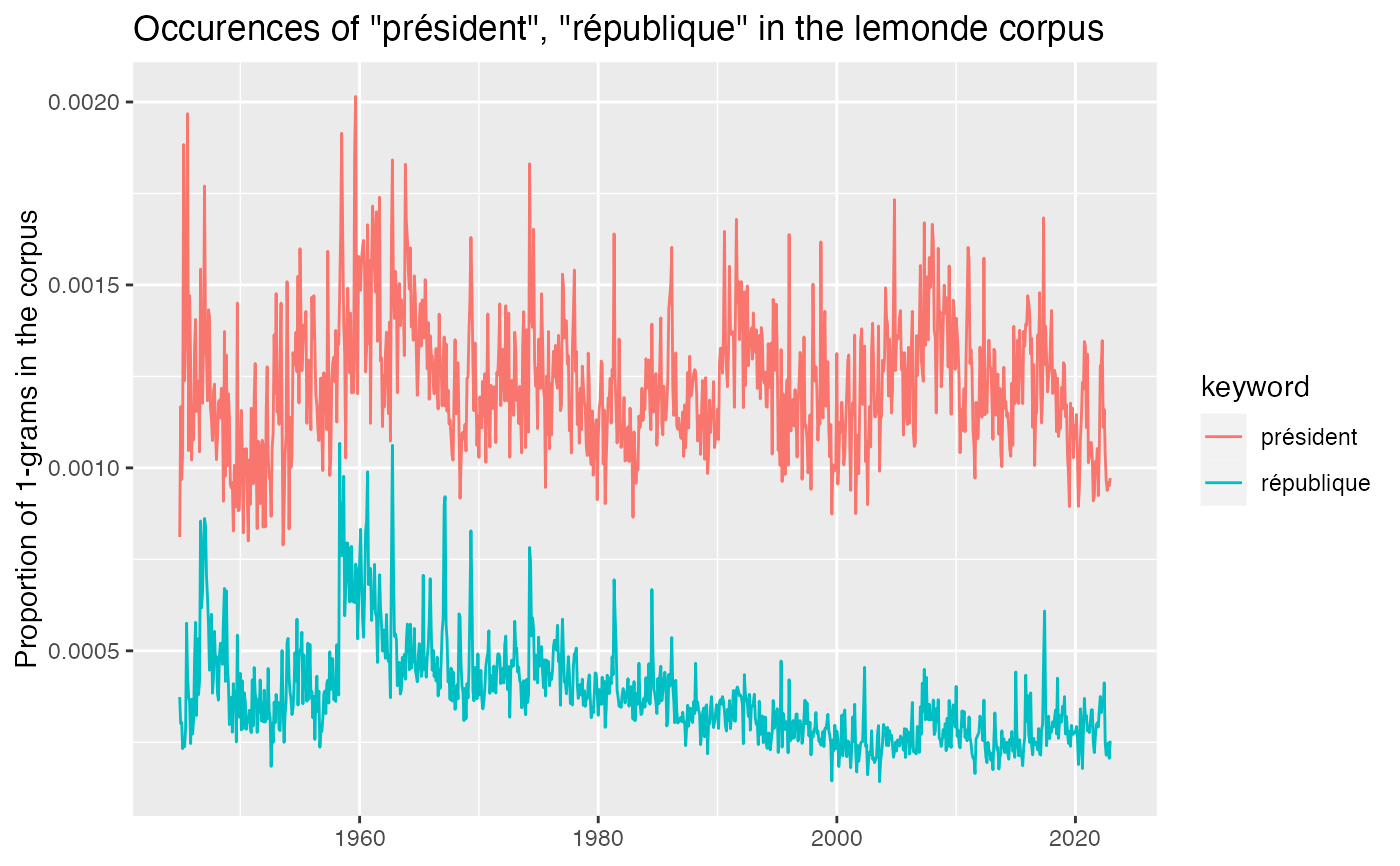 Occurences of "président", "république" in the lemonde corpus
Proportion of 1-grams in the corpus
0.0020
0.0015
0.0010
0.0005
1960
1980
2000
2020
keyword
président
république